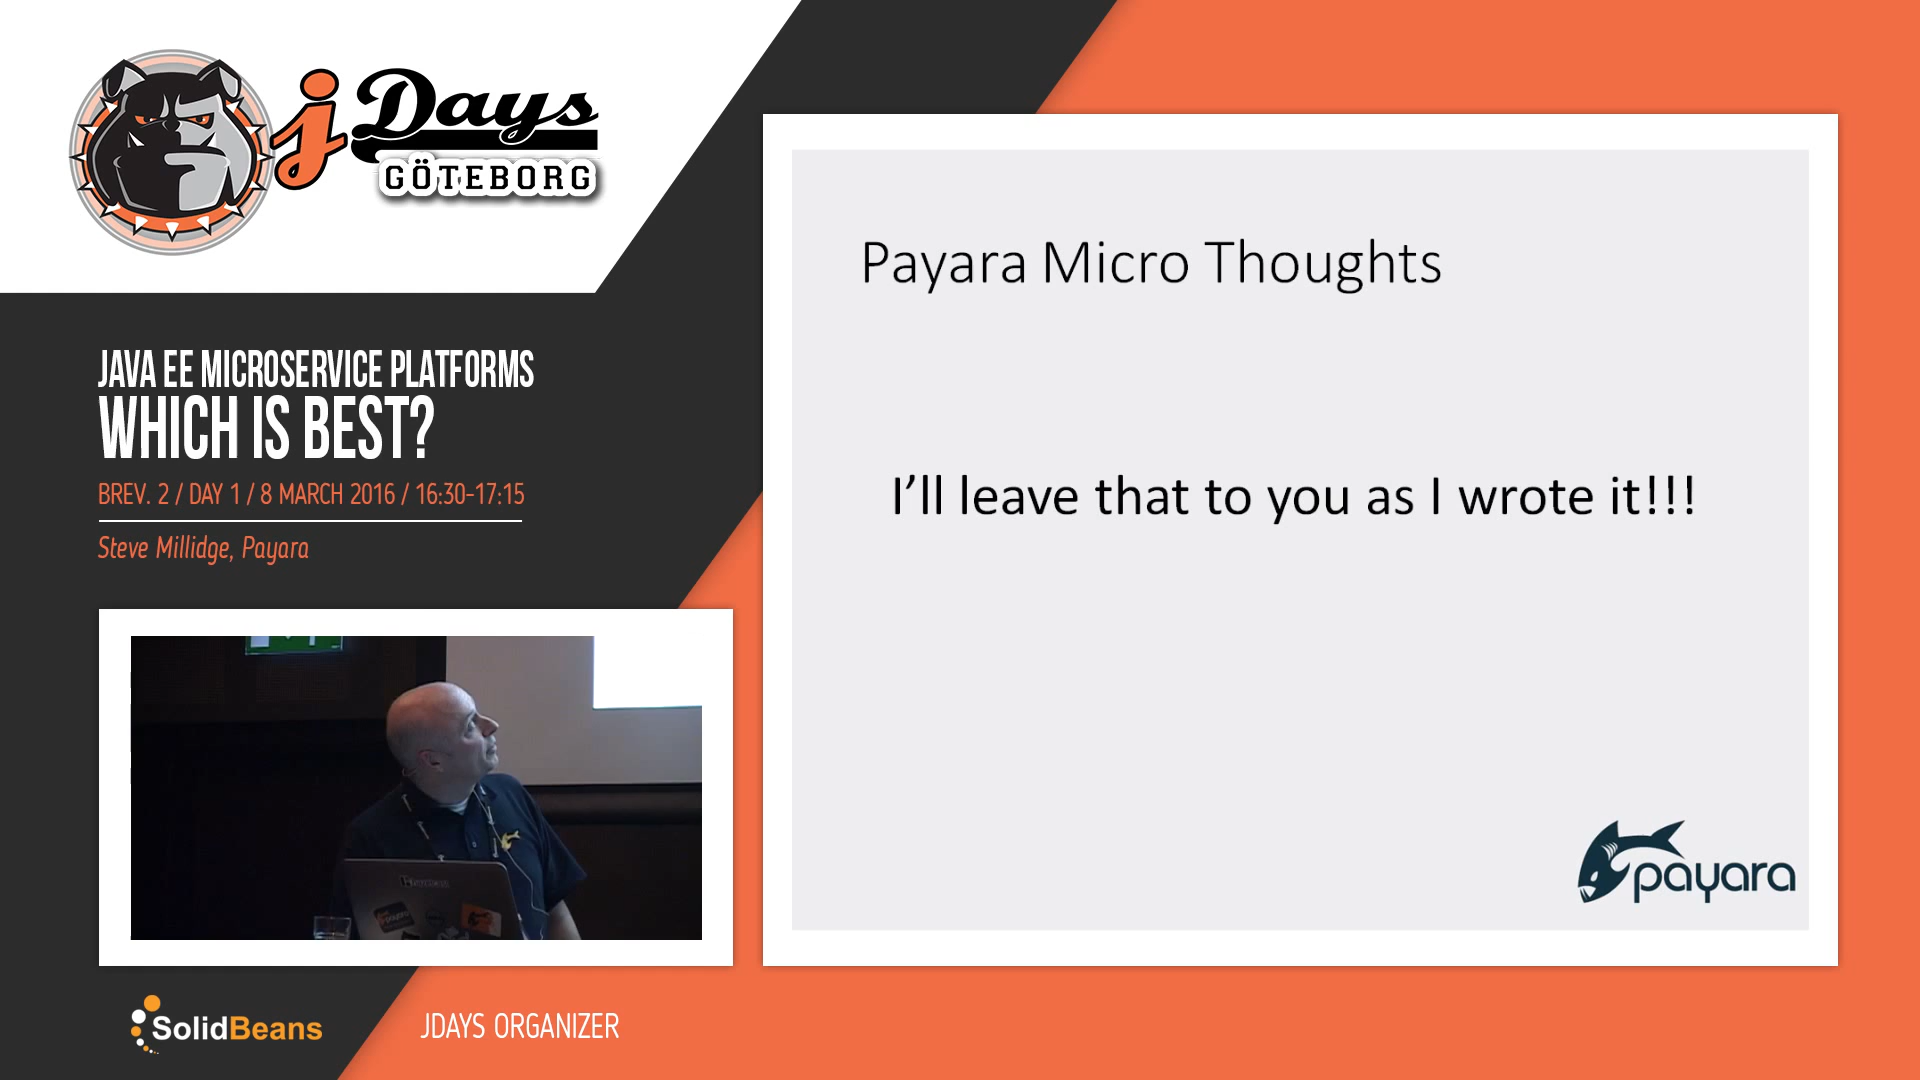 jDays
GÖTEBORG
JAVA EE MICROSERVICE PLATFORMS
WHICH IS BEST?
BREV. 2 / DAY 1 / 8 MARCH 2016 / 16:30-17:15
Steve Millidge, Payara
Payara Micro Thoughts
I’ll leave that to you as I wrote it!!!
payara
SolidBeans
JDAYS ORGANIZER